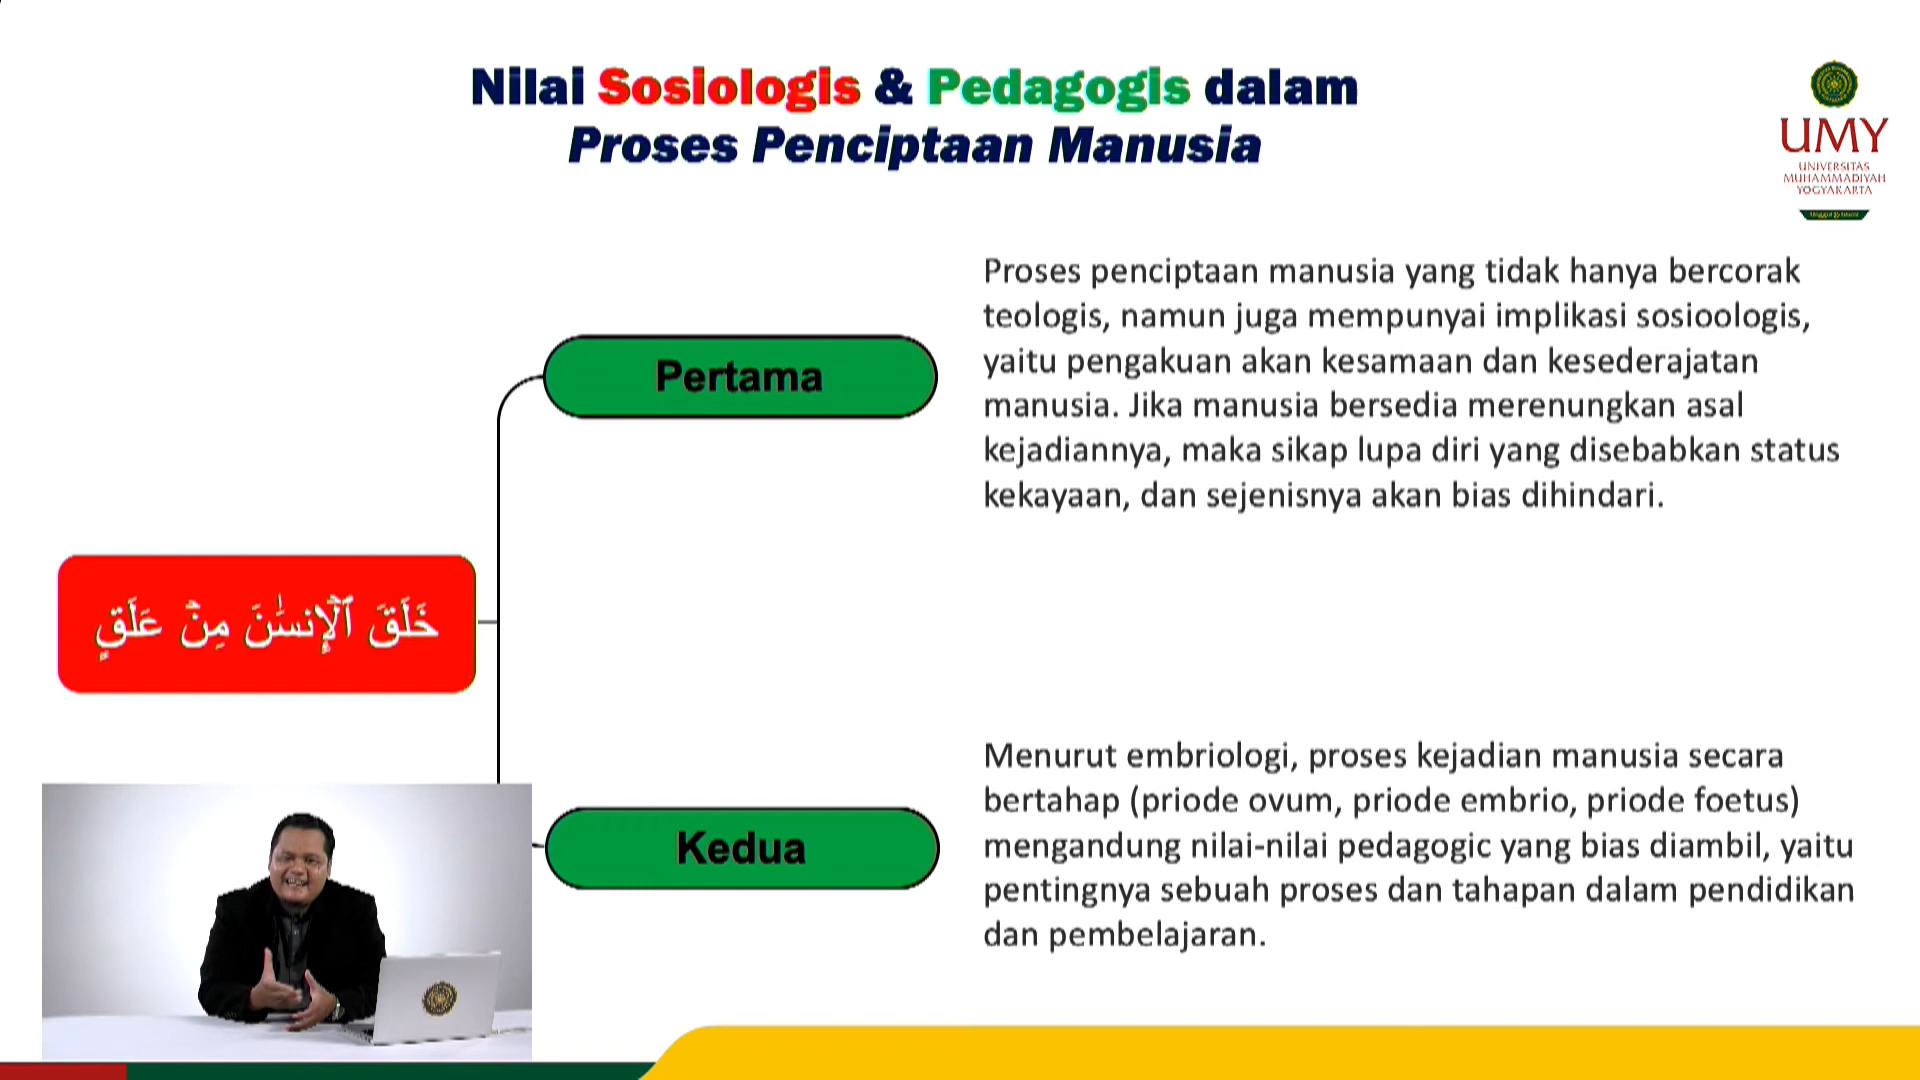 Nilai Sosiologis & Pedagogis dalam
Proses Penciptaan Manusia
UMY
UNIVERSITAS
MUHAMMADIYAH
YOGYAKARTA
Unggul & Islami
Pertama
Proses penciptaan manusia yang tidak hanya bercorak
teologis, namun juga mempunyai implikasi sosioologis,
yaitu pengakuan akan kesamaan dan kesederajatan
manusia. Jika manusia bersedia merenungkan asal
kejadiannya, maka sikap lupa diri yang disebabkan status
kekayaan, dan sejenisnya akan bias dihindari.
خَلَقَ ٱلۡإِنسَٰنَ مِنۡ عَلَقٍ
Kedua
Menurut embriologi, proses kejadian manusia secara
bertahap (priode ovum, priode embrio, priode foetus)
mengandung nilai-nilai pedagogic yang bias diambil, yaitu
pentingnya sebuah proses dan tahapan dalam pendidikan
dan pembelajaran.